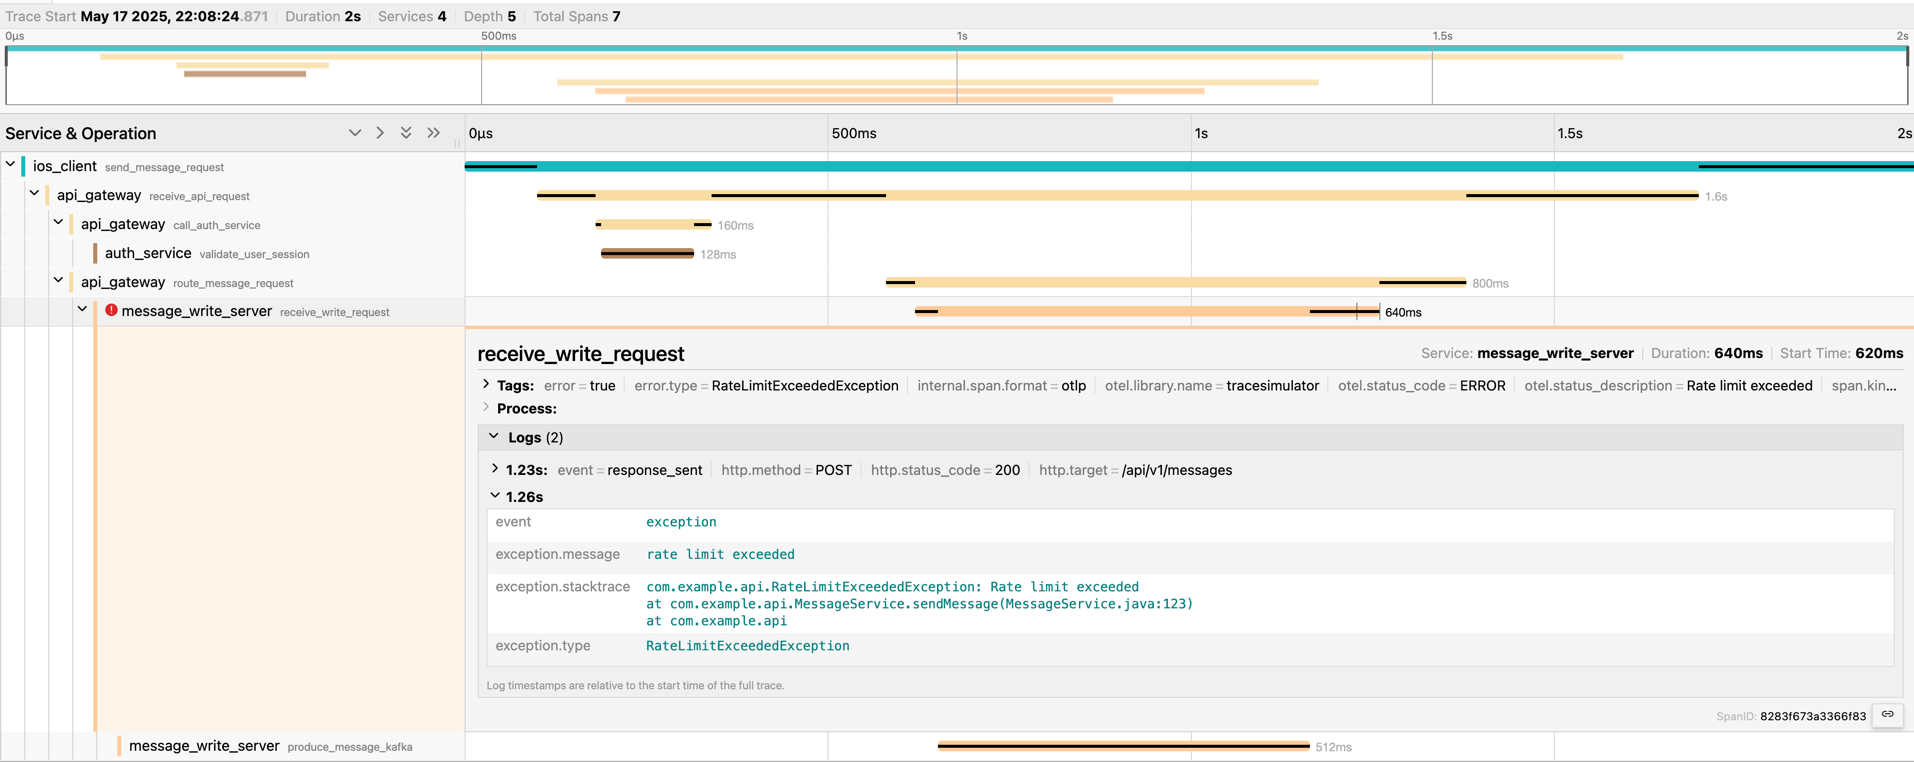 Trace Start May 17 2025, 22:08:24.871 Duration 2s Services 4 Depth 5 Total Spans 7
0μs 500ms 1s 1.5s 2s
Service & Operation 0μs 500ms 1s 1.5s 2s
ios_client send_message_request
api_gateway receive_api_request 1.6s
api_gateway call_auth_service 160ms
auth_service validate_user_session 128ms
api_gateway route_message_request 800ms
message_write_server receive_write_request 640ms
receive_write_request Service: message_write_server Duration: 640ms Start Time: 620ms
Tags: error = true error.type = RateLimitExceededException internal.span.format = otlp otel.library.name = tracesimulator otel.status_code = ERROR otel.status_description = Rate limit exceeded span.kin...
Process:
Logs (2)
1.23s: event = response_sent http.method = POST http.status_code = 200 http.target = /api/v1/messages
1.26s
event exception
exception.message rate limit exceeded
exception.stacktrace com.example.api.RateLimitExceededException: Rate limit exceeded
at com.example.api.MessageService.sendMessage(MessageService.java:123)
at com.example.api
exception.type RateLimitExceededException
Log timestamps are relative to the start time of the full trace.
SpanID: 8283f673a3366f83
message_write_server produce_message_kafka 512ms